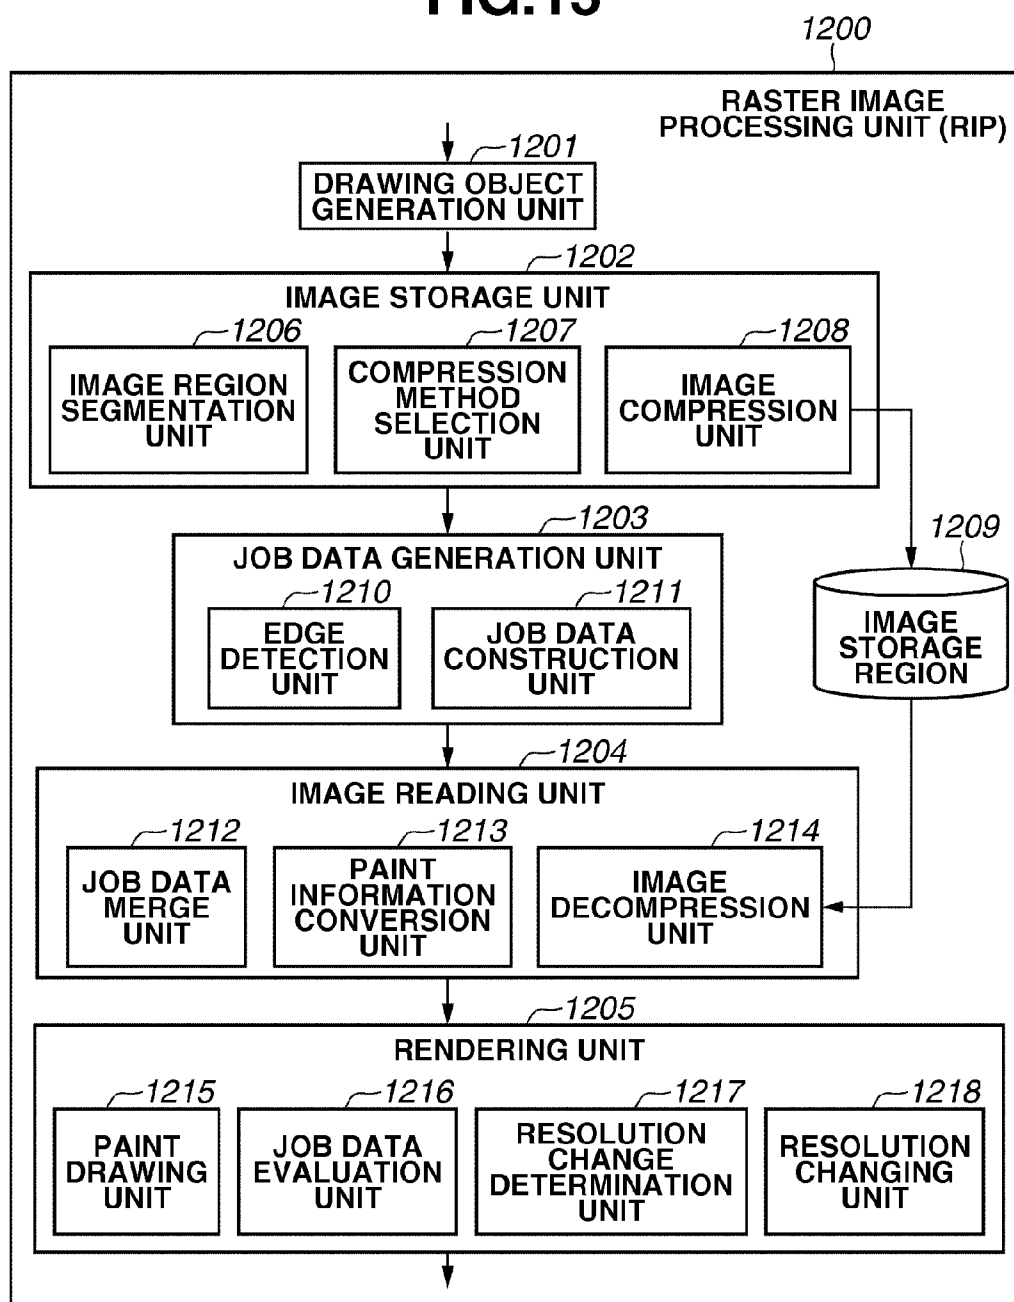 FIG.13
1200
RASTER IMAGE
PROCESSING UNIT (RIP)
1201
DRAWING OBJECT
GENERATION UNIT
1202
IMAGE STORAGE UNIT
1206
IMAGE REGION
SEGMENTATION
UNIT
1207
COMPRESSION
METHOD
SELECTION
UNIT
1208
IMAGE
COMPRESSION
UNIT
1203
JOB DATA GENERATION UNIT
1210
EDGE
DETECTION
UNIT
1211
JOB DATA
CONSTRUCTION
UNIT
1209
IMAGE
STORAGE
REGION
1204
IMAGE READING UNIT
1212
JOB DATA
MERGE
UNIT
1213
PAINT
INFORMATION
CONVERSION
UNIT
1214
IMAGE
DECOMPRESSION
UNIT
1205
RENDERING UNIT
1215
PAINT
DRAWING
UNIT
1216
JOB DATA
EVALUATION
UNIT
1217
RESOLUTION
CHANGE
DETERMINATION
UNIT
1218
RESOLUTION
CHANGING
UNIT